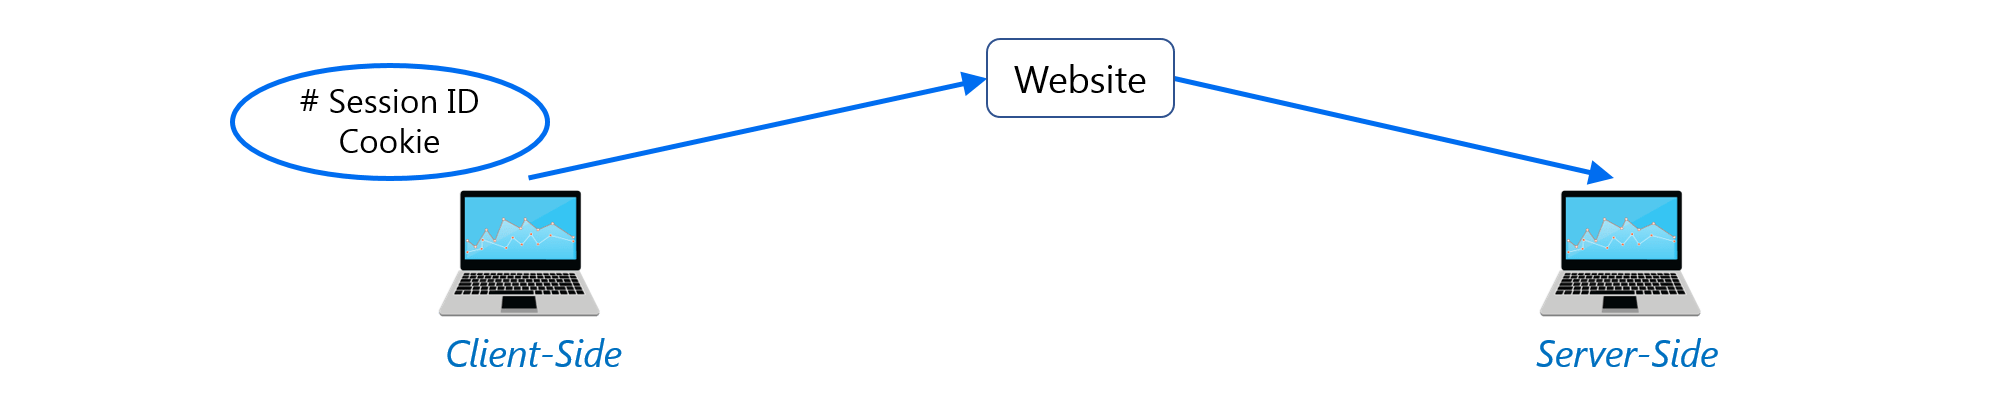 # Session ID
Cookie
Website
Client-Side
Server-Side